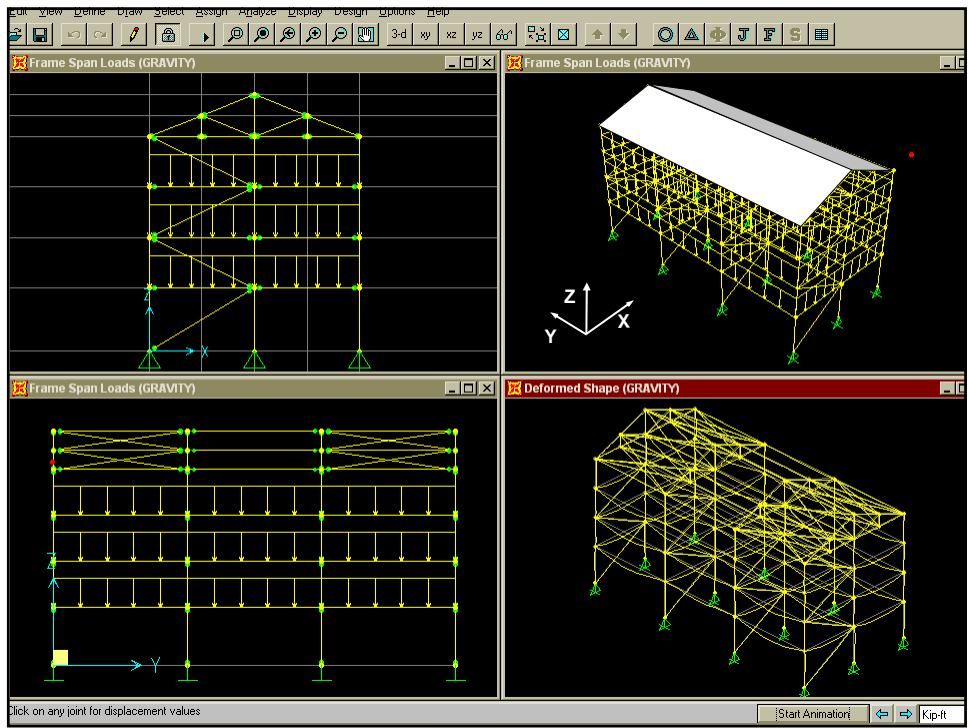 Edit View Define Draw Select Assign Analyze Display Design Options Help
3-d xy xz yz J F S
Frame Span Loads (GRAVITY)
Frame Span Loads (GRAVITY)
Z
X
Z
Y
X
Frame Span Loads (GRAVITY)
Deformed Shape (GRAVITY)
Z
Y
Click on any joint for displacement values
Start Animation
Kip-ft